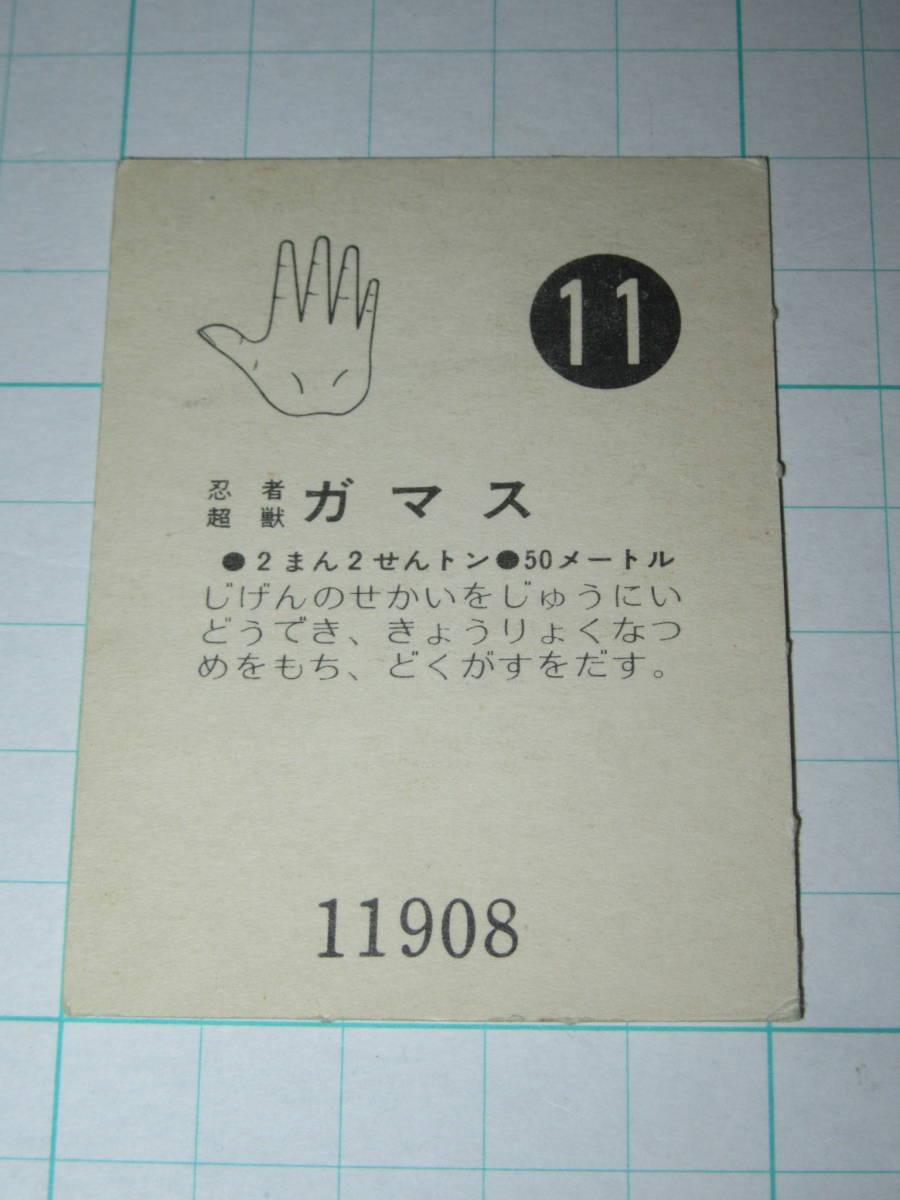 11
忍者
超獣
ガマス
●2まん2せんトン●50メートル
じげんのせかいをじゅうにい
どうでき、きょうりょくなつ
めをもち、どくがすをだす。
11908